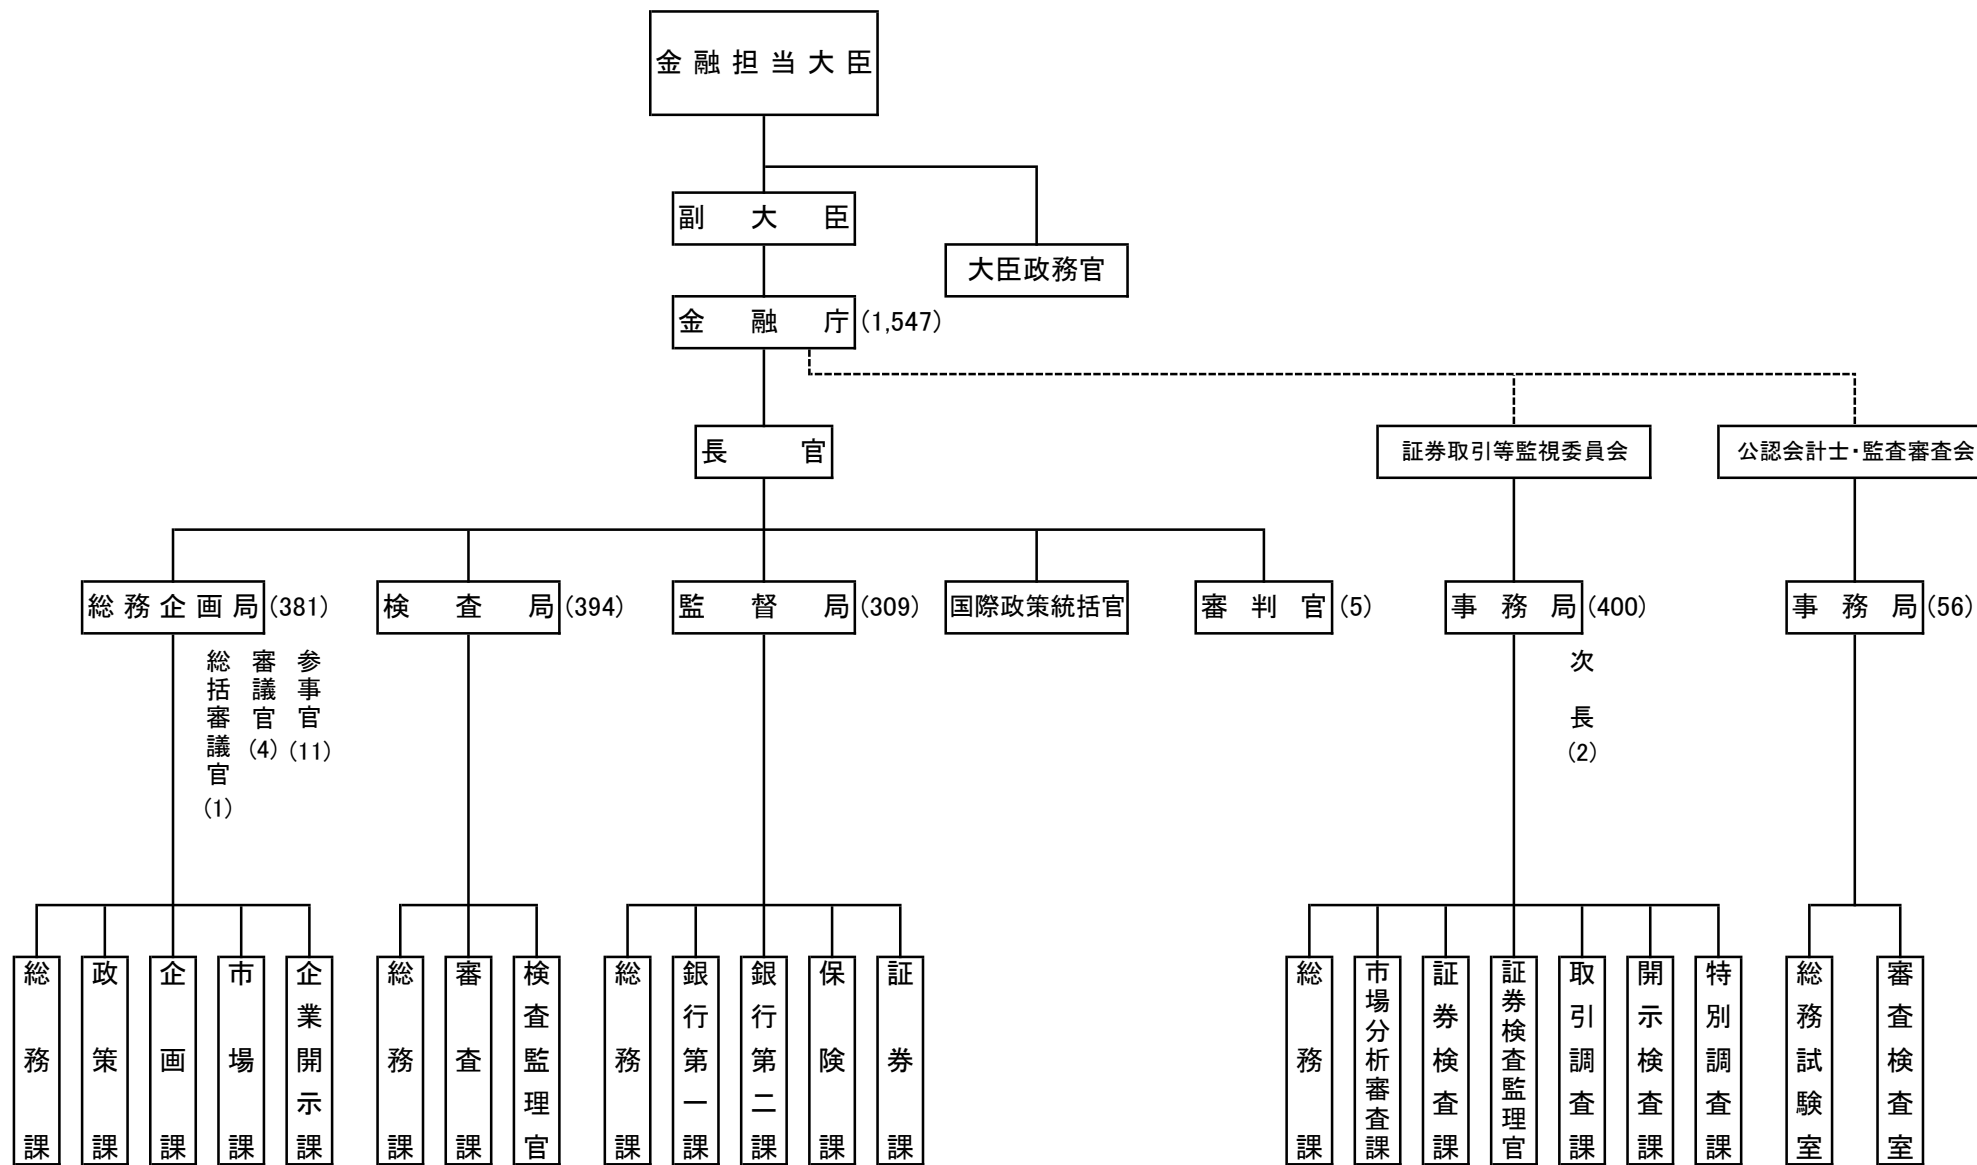 金融担当大臣
副大臣
大臣政務官
金融庁(1,547)
長官
証券取引等監視委員会
公認会計士・監査審査会
総務企画局(381)
検査局(394)
監督局(309)
国際政策統括官
審判官(5)
事務局(400)
事務局(56)
総括審議官(1)
審議官(4)
参事官(11)
次長(2)
総務課
政策課
企画課
市場課
企業開示課
総務課
審査課
検査監理官
総務課
銀行第一課
銀行第二課
保険課
証券課
総務課
市場分析審査課
証券検査課
証券検査監理官
取引調査課
開示検査課
特別調査課
総務試験室
審査検査室